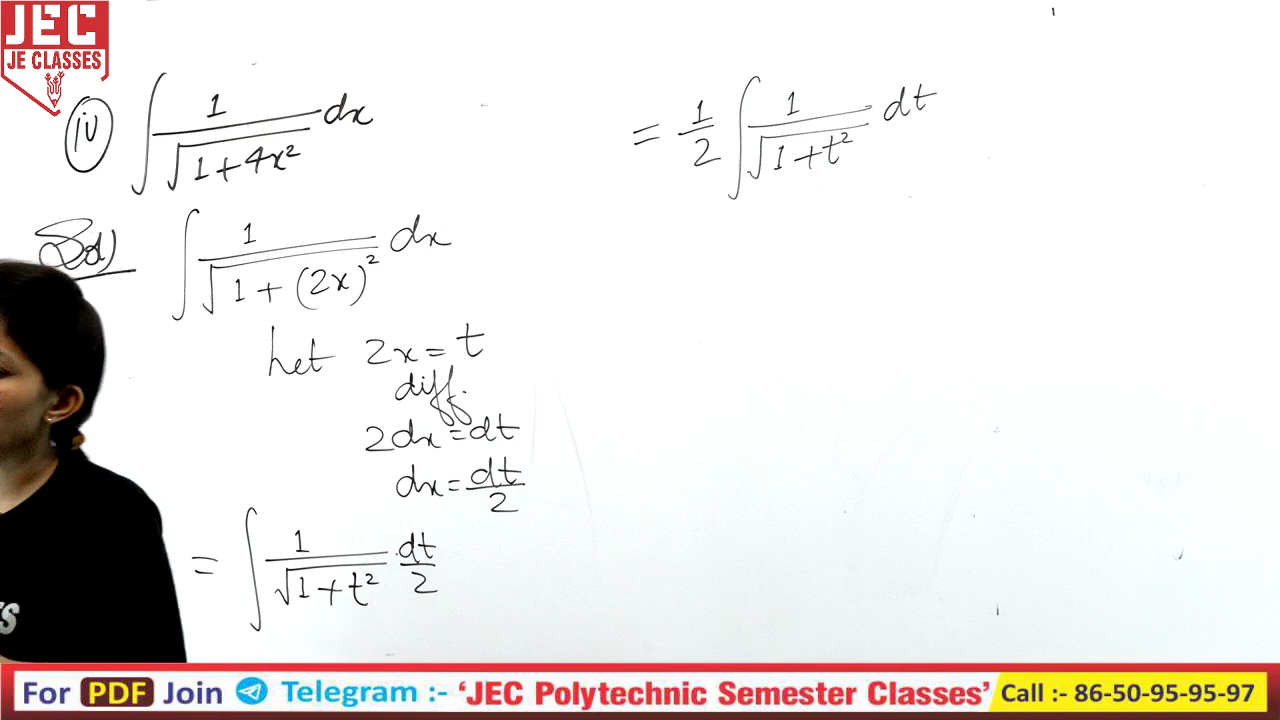 JEC
JE CLASSES
(iv) ∫ 1/√(1+4x²) dx
Sol) ∫ 1/√(1+(2x)²) dx
Let 2x = t
diff.
2dx = dt
dx = dt/2
= ∫ 1/√(1+t²) dt/2
= 1/2 ∫ 1/√(1+t²) dt
For PDF Join Telegram :- ‘JEC Polytechnic Semester Classes’ Call :- 86-50-95-95-97